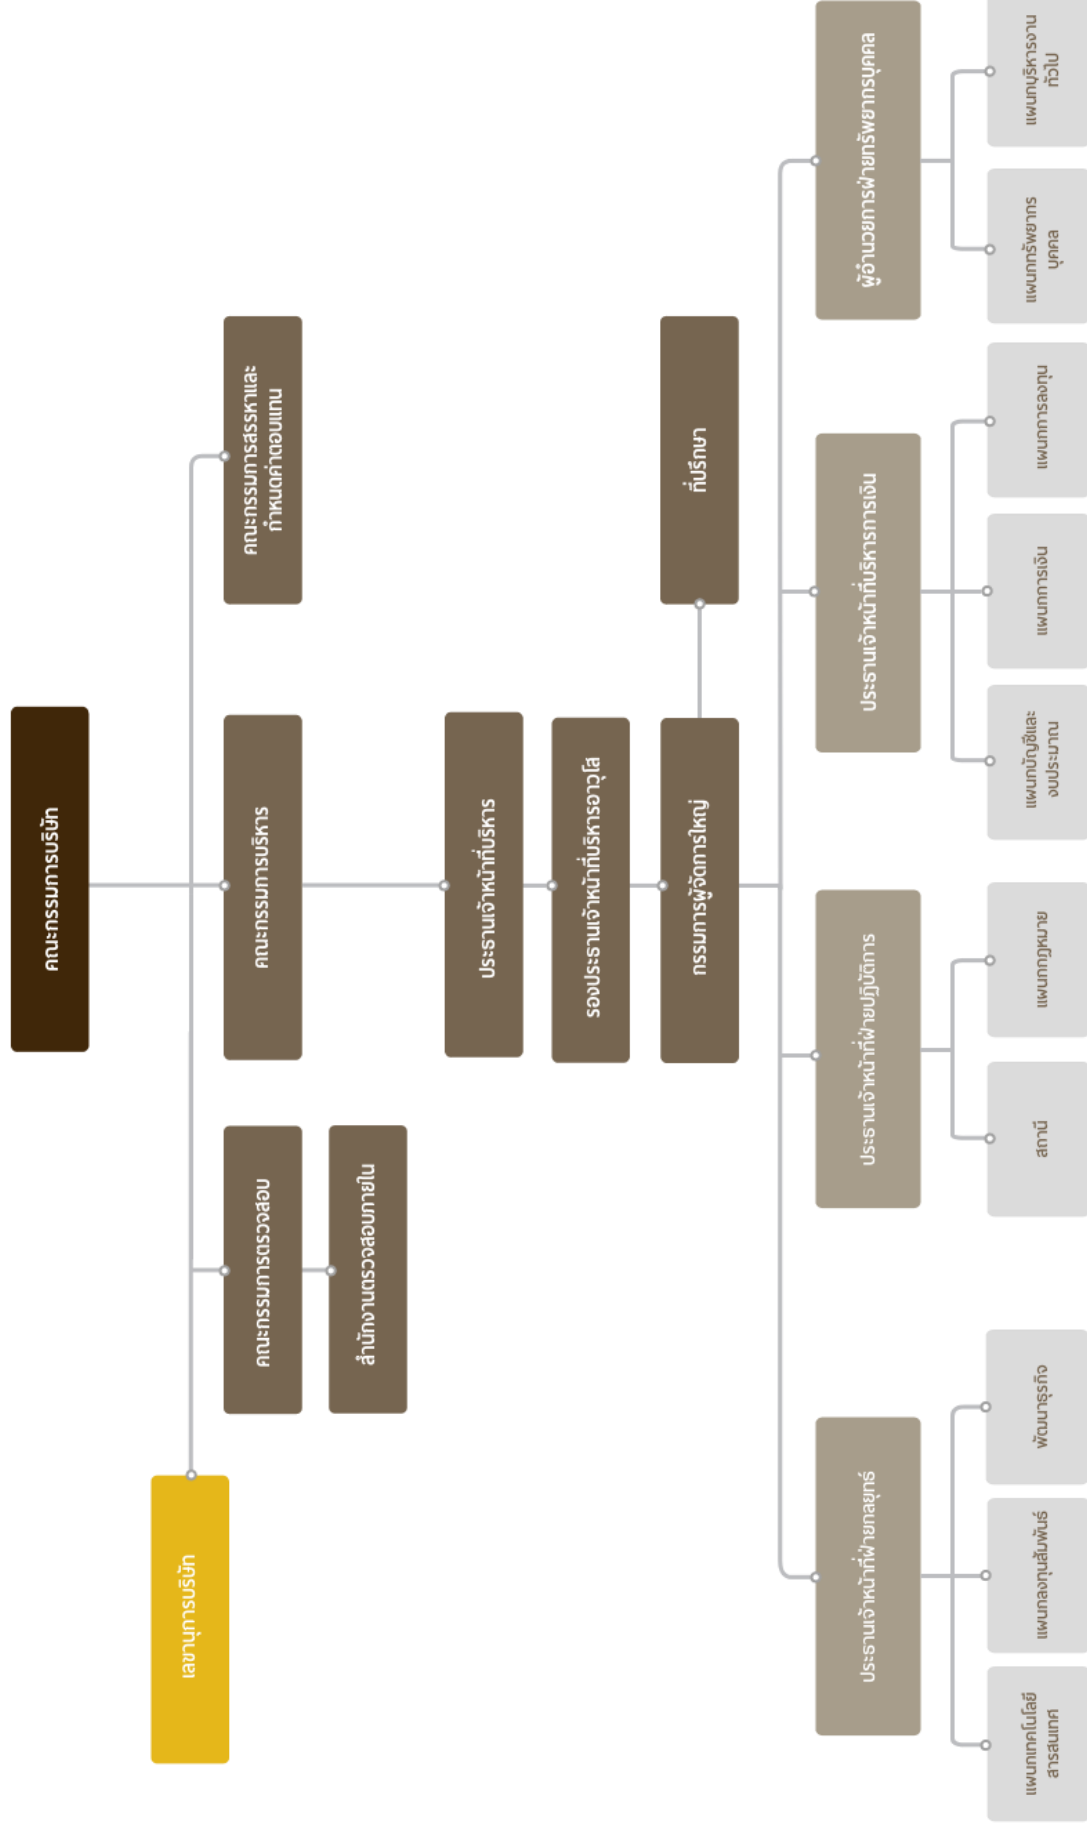 คณะกรรมการบริษัท
เลขานุการบริษัท
คณะกรรมการตรวจสอบ
คณะกรรมการบริหาร
คณะกรรมการสรรหาและ
กำหนดค่าตอบแทน
สำนักงานตรวจสอบภายใน
ประธานเจ้าหน้าที่บริหาร
รองประธานเจ้าหน้าที่บริหารอาวุโส
กรรมการผู้จัดการใหญ่
ที่ปรึกษา
ประธานเจ้าหน้าที่ฝ่ายกลยุทธ์
ประธานเจ้าหน้าที่ฝ่ายปฏิบัติการ
ประธานเจ้าหน้าที่บริหารการเงิน
ผู้อำนวยการฝ่ายทรัพยากรบุคคล
แผนกเทคโนโลยี
สารสนเทศ
แผนกลงทุนสัมพันธ์
พัฒนาธุรกิจ
สถานี
แผนกกฎหมาย
แผนกบัญชีและ
งบประมาณ
แผนกการเงิน
แผนกการลงทุน
แผนกทรัพยากร
บุคคล
แผนกบริหารงาน
ทั่วไป